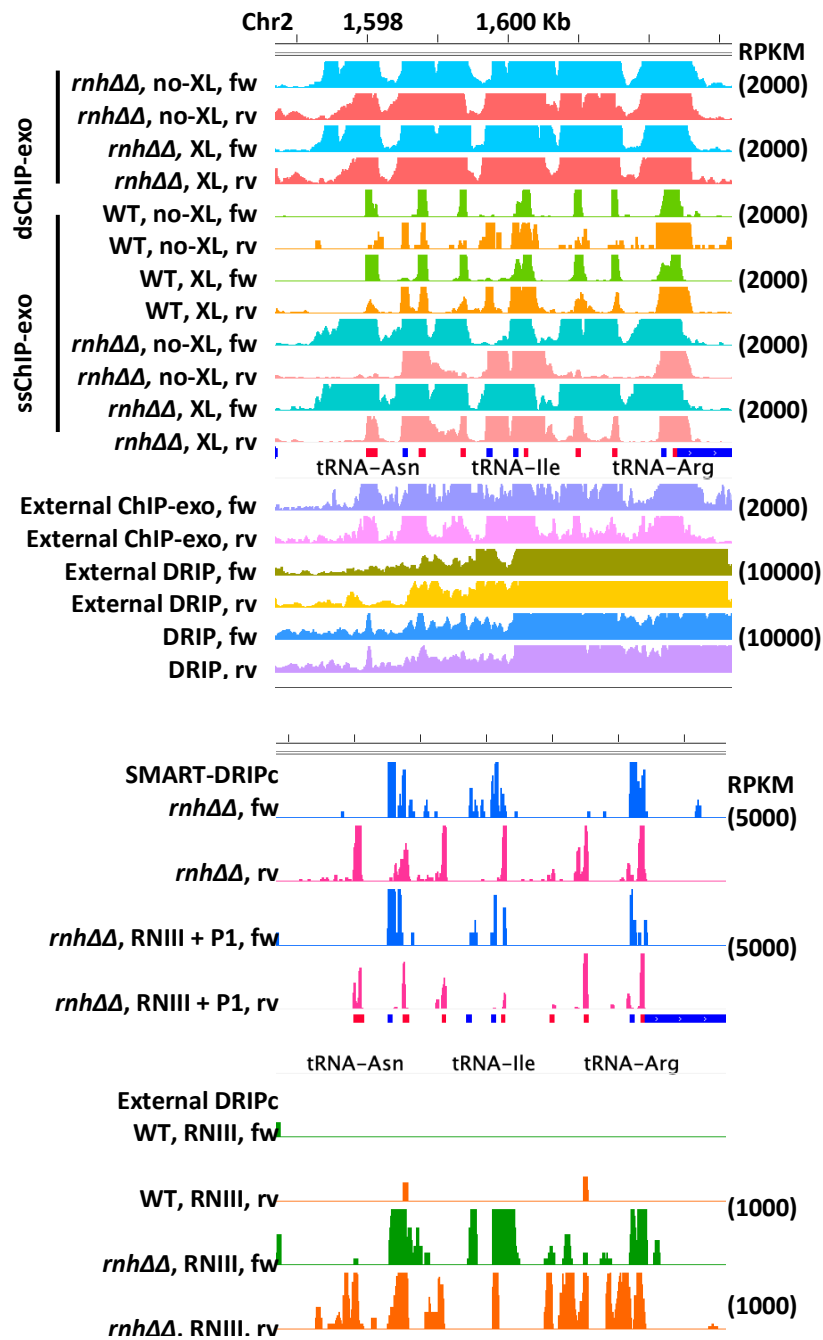 Chr2 1,598 1,600 Kb
RPKM
dsChIP-exo
rnhΔΔ, no-XL, fw (2000)
rnhΔΔ, no-XL, rv
rnhΔΔ, XL, fw (2000)
rnhΔΔ, XL, rv
ssChIP-exo
WT, no-XL, fw (2000)
WT, no-XL, rv
WT, XL, fw (2000)
WT, XL, rv
rnhΔΔ, no-XL, fw (2000)
rnhΔΔ, no-XL, rv
rnhΔΔ, XL, fw (2000)
rnhΔΔ, XL, rv
tRNA-Asn tRNA-Ile tRNA-Arg
External ChIP-exo, fw (2000)
External ChIP-exo, rv
External DRIP, fw (10000)
External DRIP, rv
DRIP, fw (10000)
DRIP, rv
SMART-DRIPc RPKM
rnhΔΔ, fw (5000)
rnhΔΔ, rv
rnhΔΔ, RNIII + P1, fw (5000)
rnhΔΔ, RNIII + P1, rv
tRNA-Asn tRNA-Ile tRNA-Arg
External DRIPc
WT, RNIII, fw
WT, RNIII, rv (1000)
rnhΔΔ, RNIII, fw
rnhΔΔ, RNIII, rv (1000)